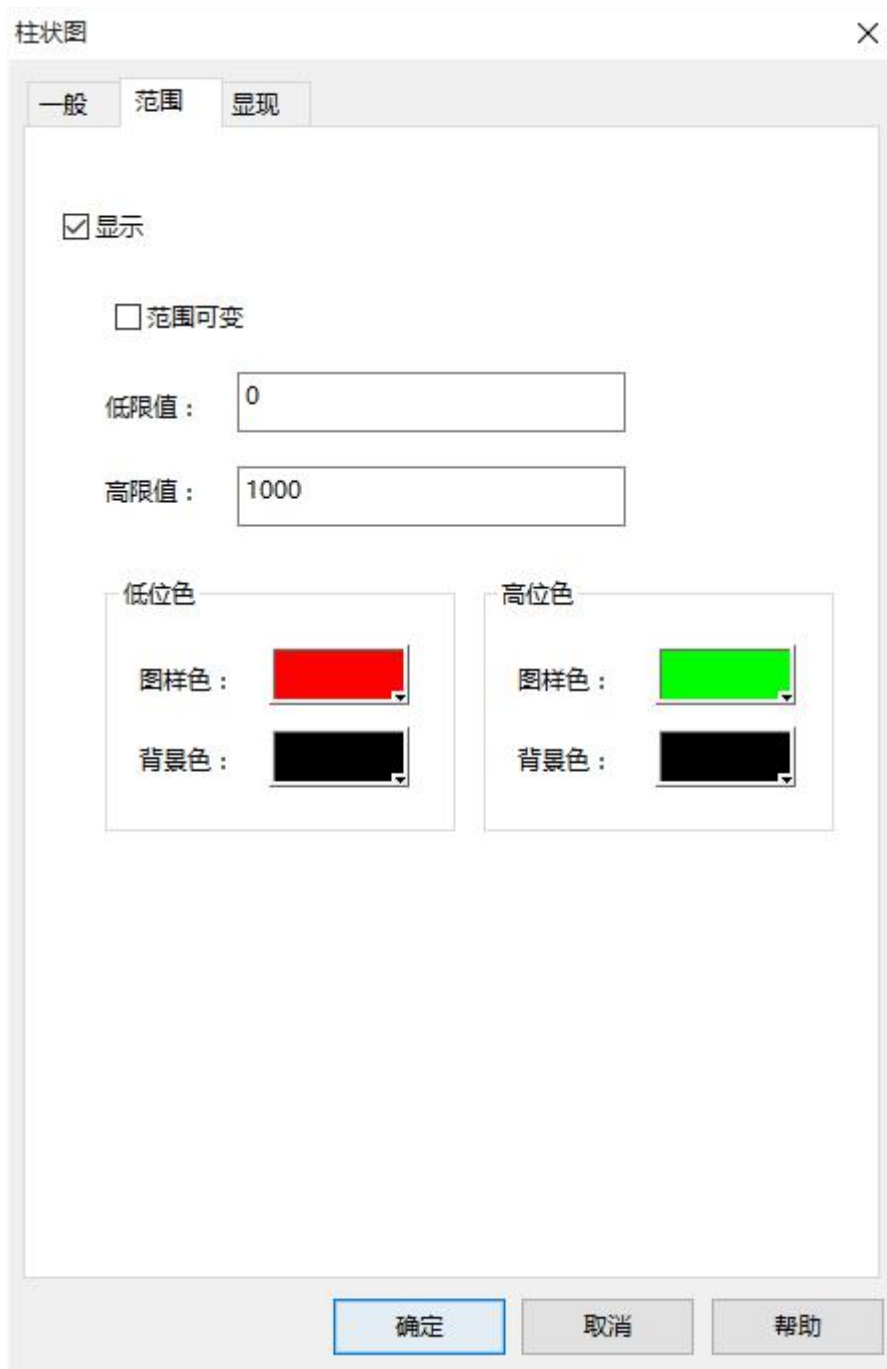 柱状图
一般 范围 显现
显示
范围可变
低限值： 0
高限值： 1000
低位色 高位色
图样色： 图样色：
背景色： 背景色：
确定 取消 帮助